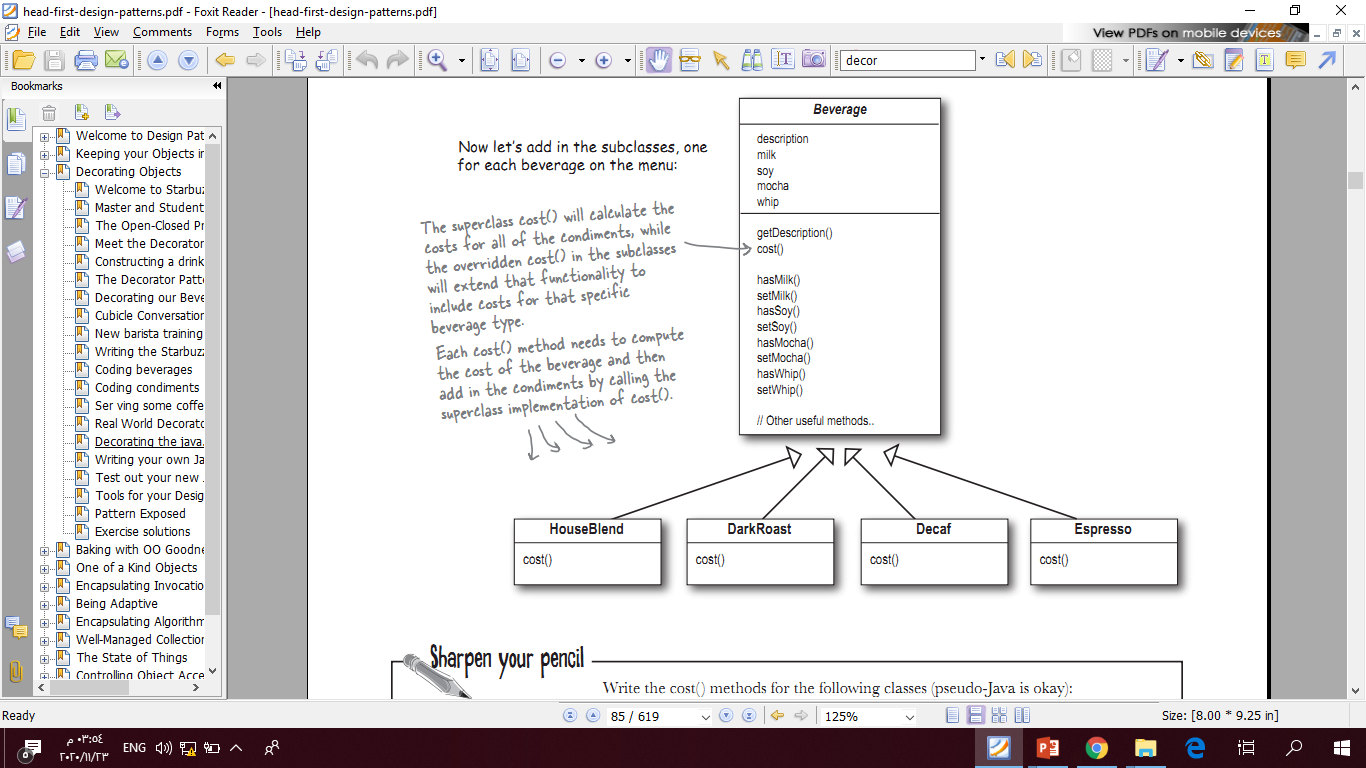 head-first-design-patterns.pdf - Foxit Reader - [head-first-design-patterns.pdf]
File Edit View Comments Forms Tools Help
View PDFs on mobile devices
decor
Bookmarks
Welcome to Design Pat
Keeping your Objects in
Decorating Objects
Welcome to Starbuz
Master and Student
The Open-Closed Pr
Meet the Decorator
Constructing a drink
The Decorator Patt
Decorating our Beve
Cubicle Conversation
New barista training
Writing the Starbuzz
Coding beverages
Coding condiments
Ser ving some coffe
Real World Decorato
Decorating the java.
Writing your own Ja
Test out your new .
Tools for your Desig
Pattern Exposed
Exercise solutions
Baking with OO Goodne
One of a Kind Objects
Encapsulating Invocatio
Being Adaptive
Encapsulating Algorithm
Well-Managed Collection
The State of Things
Controlling Object Acce
Now let's add in the subclasses, one
for each beverage on the menu:
The superclass cost() will calculate the
costs for all of the condiments, while
the overridden cost() in the subclasses
will extend that functionality to
include costs for that specific
beverage type.
Each cost() method needs to compute
the cost of the beverage and then
add in the condiments by calling the
superclass implementation of cost().
Beverage
description
milk
soy
mocha
whip
getDescription()
cost()
hasMilk()
setMilk()
hasSoy()
setSoy()
hasMocha()
setMocha()
hasWhip()
setWhip()
// Other useful methods..
HouseBlend
cost()
DarkRoast
cost()
Decaf
cost()
Espresso
cost()
Sharpen your pencil
Write the cost() methods for the following classes (pseudo-Java is okay):
Ready
85 / 619
125%
Size: [8.00 * 9.25 in]
٥
٠٣:٥٤ م
٢٠٢٠/١١/٢٣
ENG